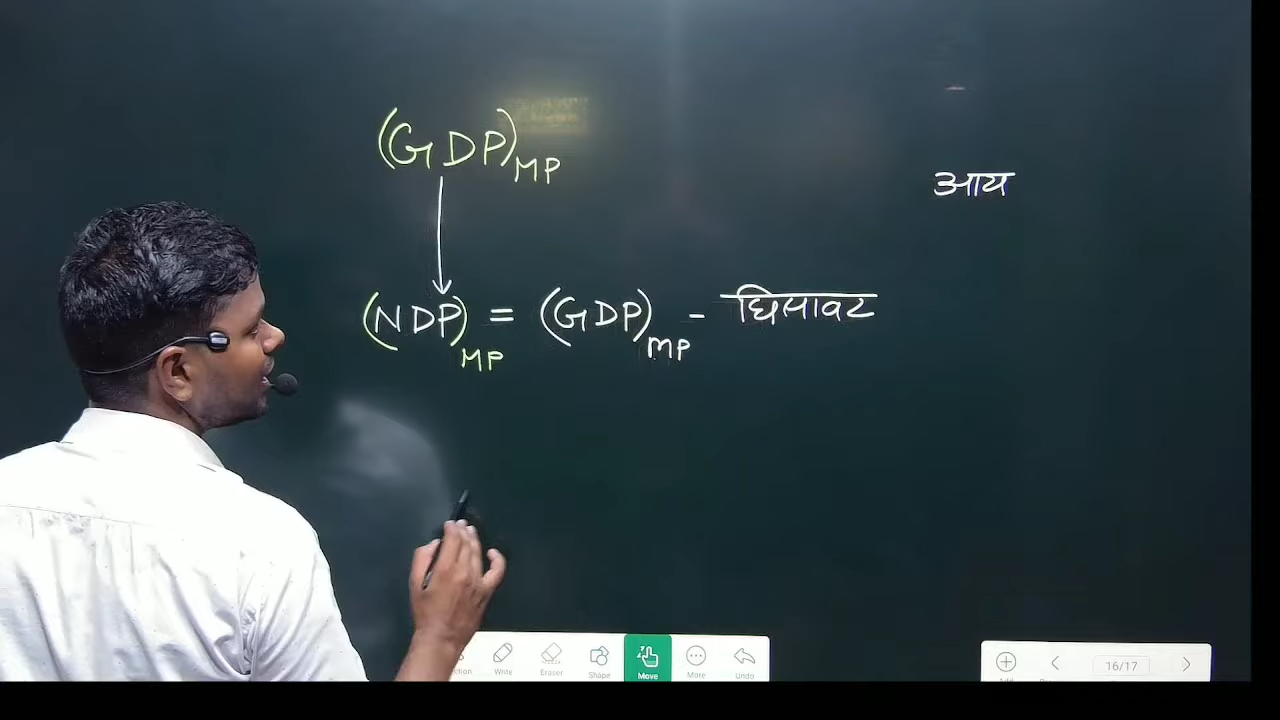 (GDP)MP
आय
(NDP)MP = (GDP)MP - घिसावट
Write Eraser Shape Move More Undo
16/17